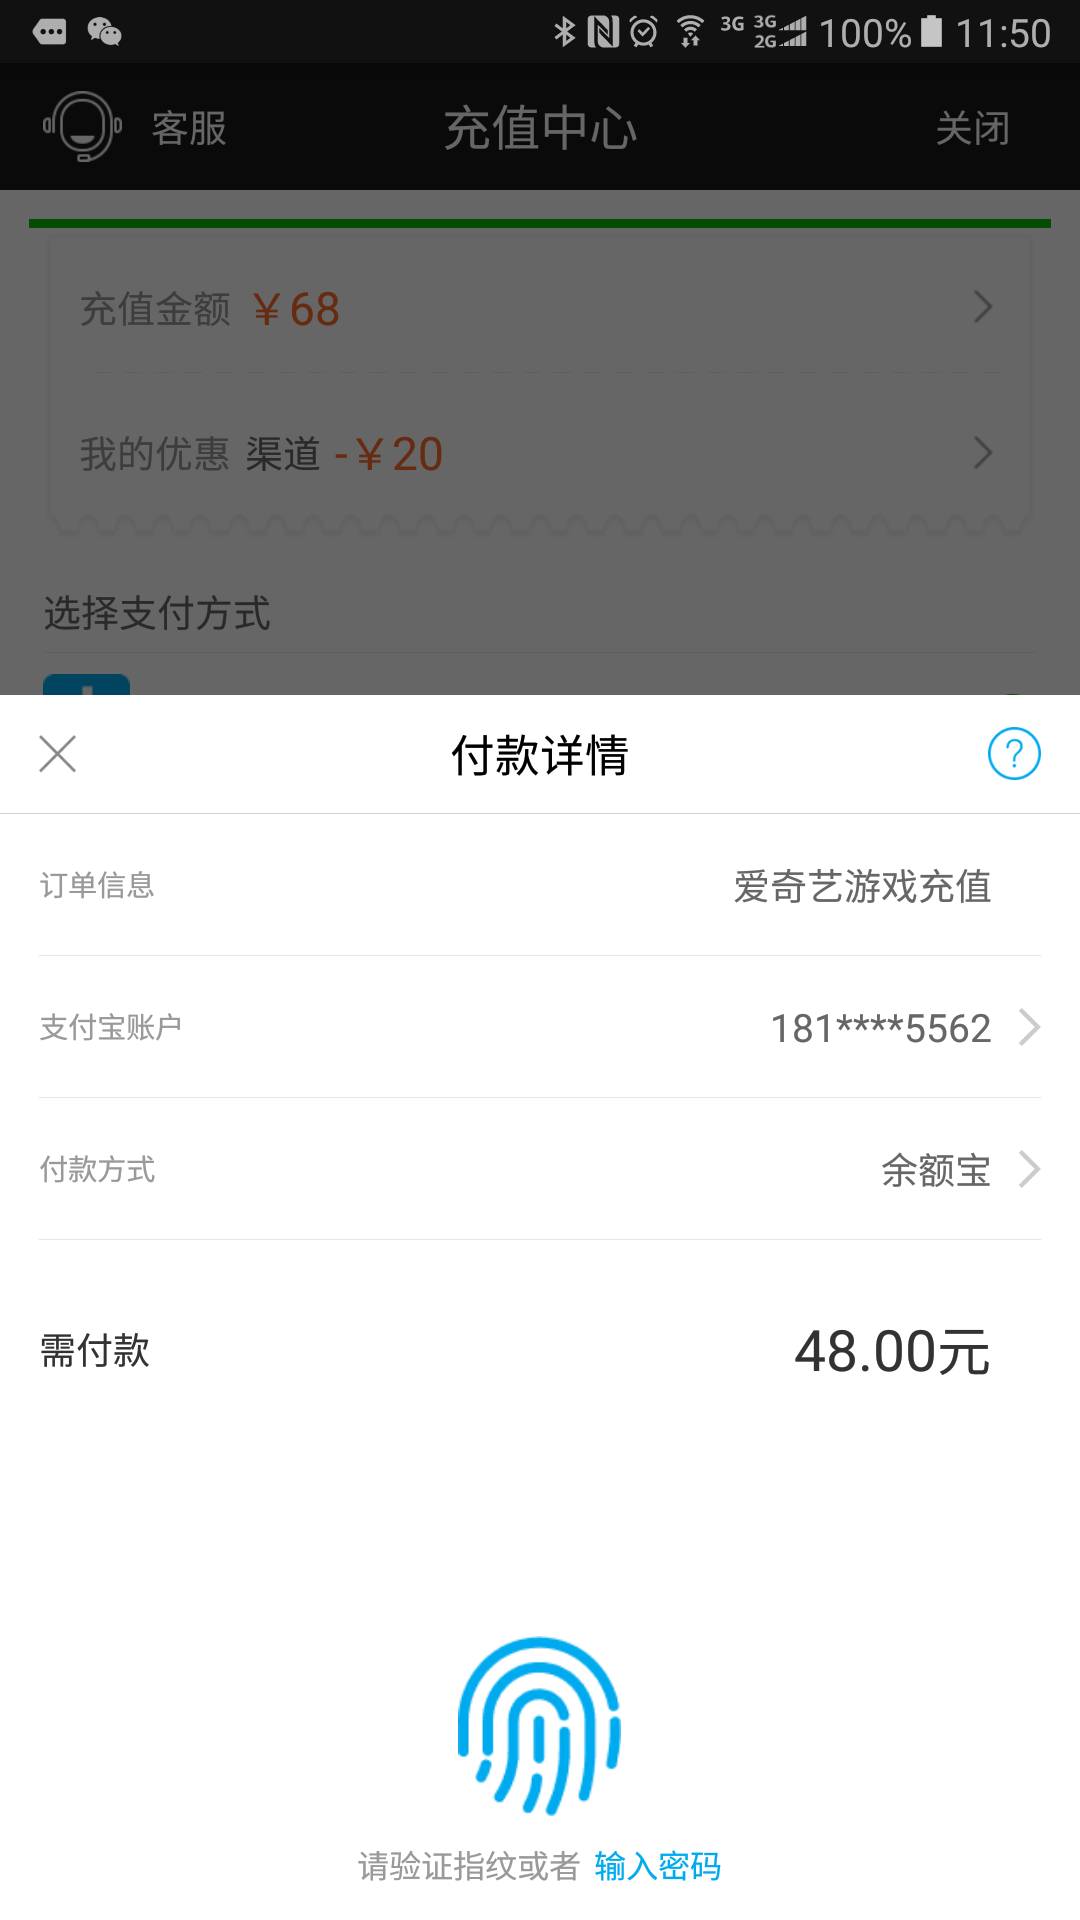 3G 3G 2G 100% 11:50
客服 充值中心 关闭
充值金额 ¥68
我的优惠 渠道 -¥20
选择支付方式
付款详情 ?
订单信息 爱奇艺游戏充值
支付宝账户 181****5562
付款方式 余额宝
需付款 48.00元
请验证指纹或者 输入密码